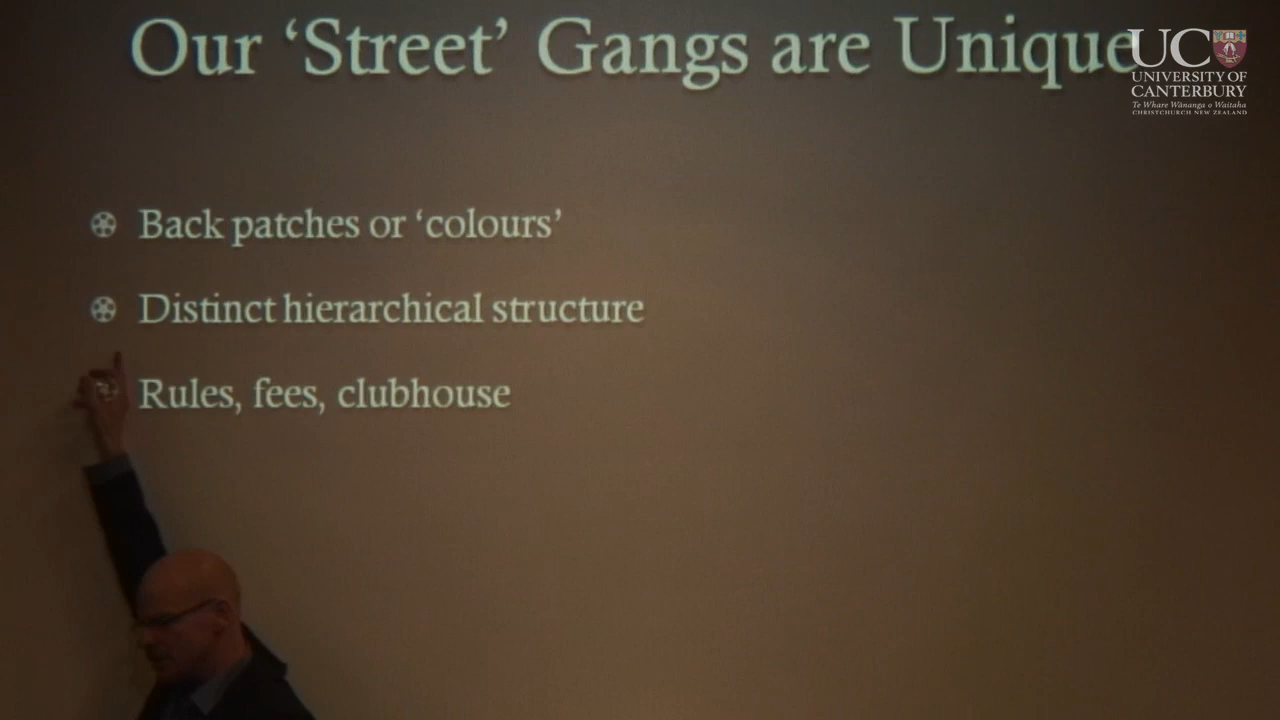 Our ‘Street’ Gangs are Unique
UC
UNIVERSITY OF
CANTERBURY
Te Whare Wānanga o Waitaha
CHRISTCHURCH NEW ZEALAND
Back patches or ‘colours’
Distinct hierarchical structure
Rules, fees, clubhouse